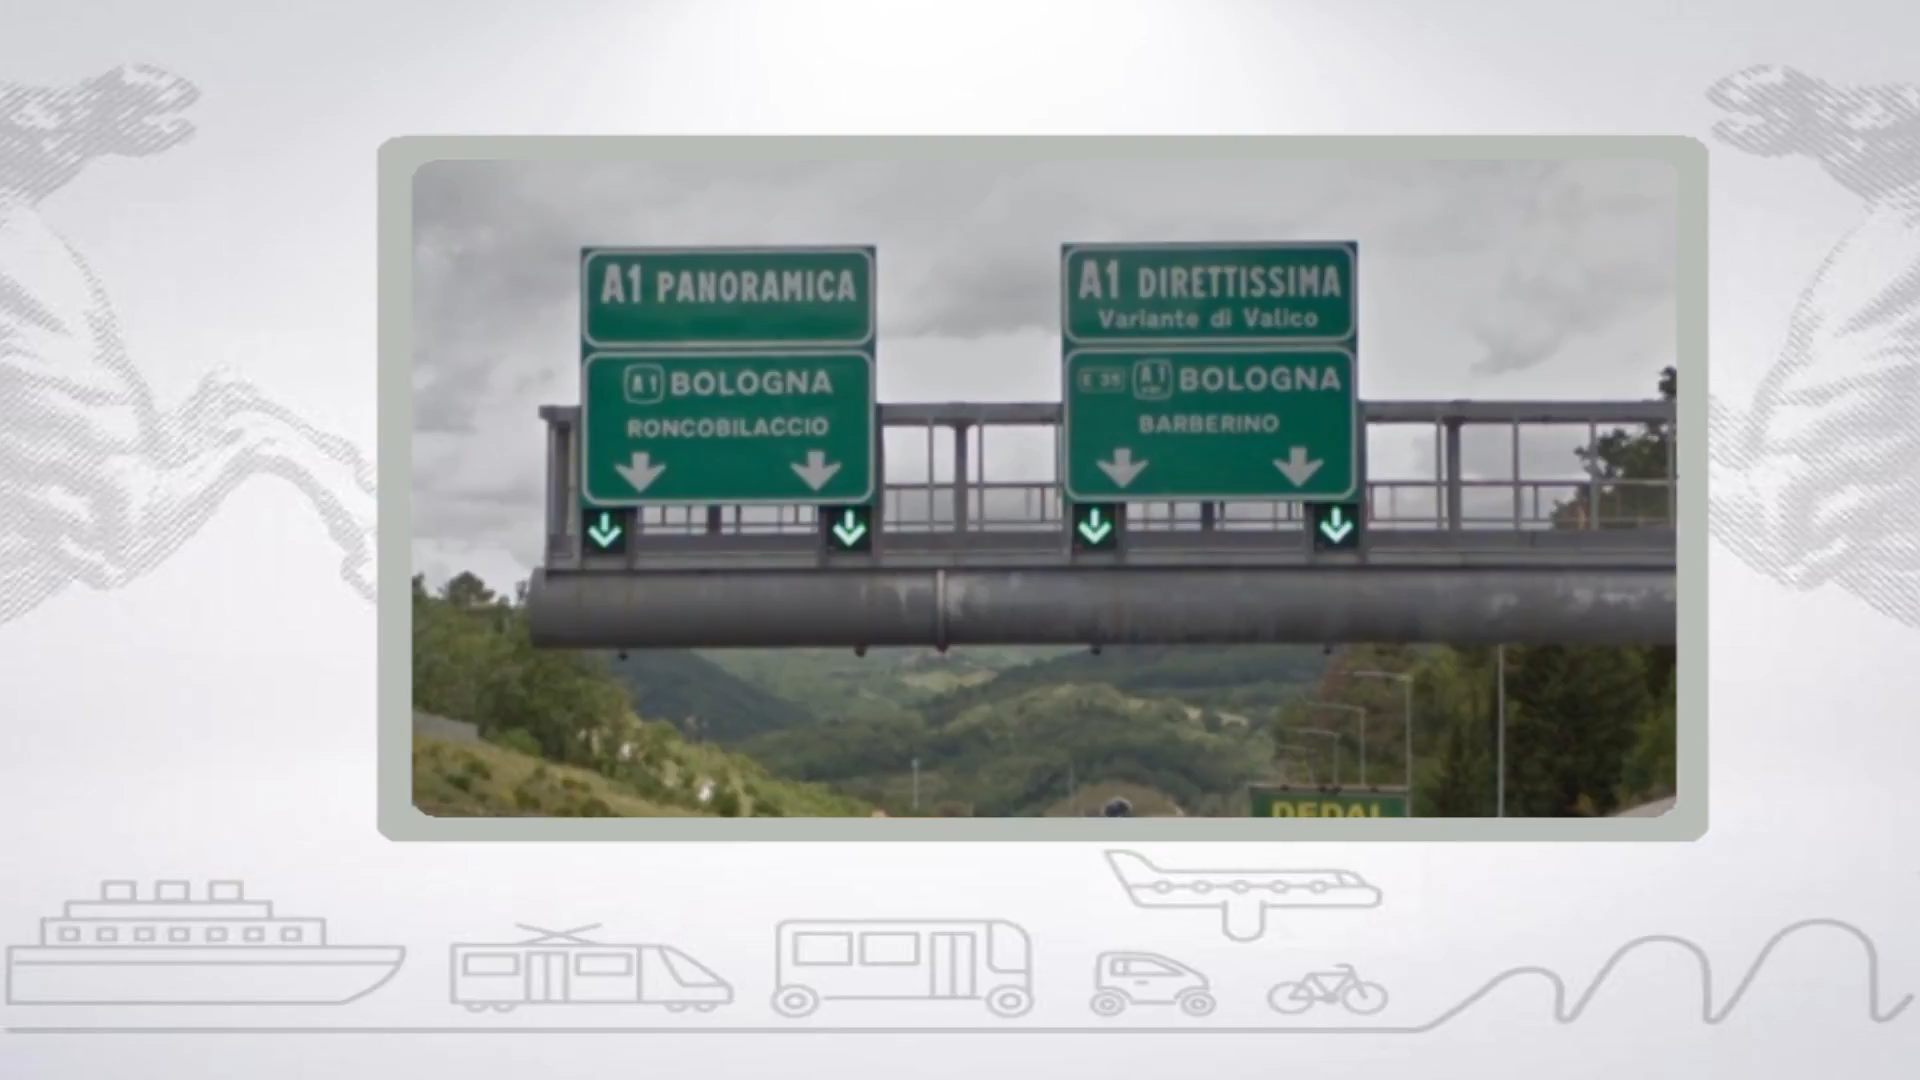 A1 PANORAMICA
A1 BOLOGNA
RONCOBILACCIO
A1 DIRETTISSIMA
Variante di Valico
E 35 A1 BOLOGNA
BARBERINO